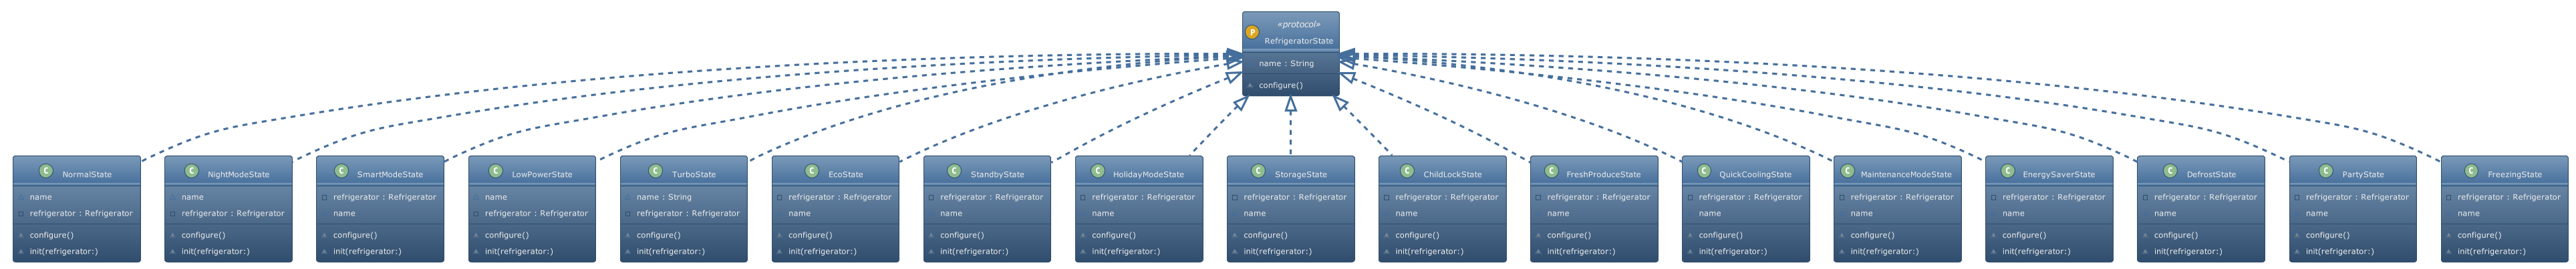 «protocol»
P
RefrigeratorState
name : String
configure()
C NormalState
name
refrigerator : Refrigerator
configure()
init(refrigerator:)
C NightModeState
name
refrigerator : Refrigerator
configure()
init(refrigerator:)
C SmartModeState
refrigerator : Refrigerator
name
configure()
init(refrigerator:)
C LowPowerState
name
refrigerator : Refrigerator
configure()
init(refrigerator:)
C TurboState
name : String
refrigerator : Refrigerator
configure()
init(refrigerator:)
C EcoState
refrigerator : Refrigerator
name
configure()
init(refrigerator:)
C StandbyState
refrigerator : Refrigerator
name
configure()
init(refrigerator:)
C HolidayModeState
refrigerator : Refrigerator
name
configure()
init(refrigerator:)
C StorageState
refrigerator : Refrigerator
name
configure()
init(refrigerator:)
C ChildLockState
refrigerator : Refrigerator
name
configure()
init(refrigerator:)
C FreshProduceState
refrigerator : Refrigerator
name
configure()
init(refrigerator:)
C QuickCoolingState
refrigerator : Refrigerator
name
configure()
init(refrigerator:)
C MaintenanceModeState
refrigerator : Refrigerator
name
configure()
init(refrigerator:)
C EnergySaverState
refrigerator : Refrigerator
name
configure()
init(refrigerator:)
C DefrostState
refrigerator : Refrigerator
name
configure()
init(refrigerator:)
C PartyState
refrigerator : Refrigerator
name
configure()
init(refrigerator:)
C FreezingState
refrigerator : Refrigerator
name
configure()
init(refrigerator:)